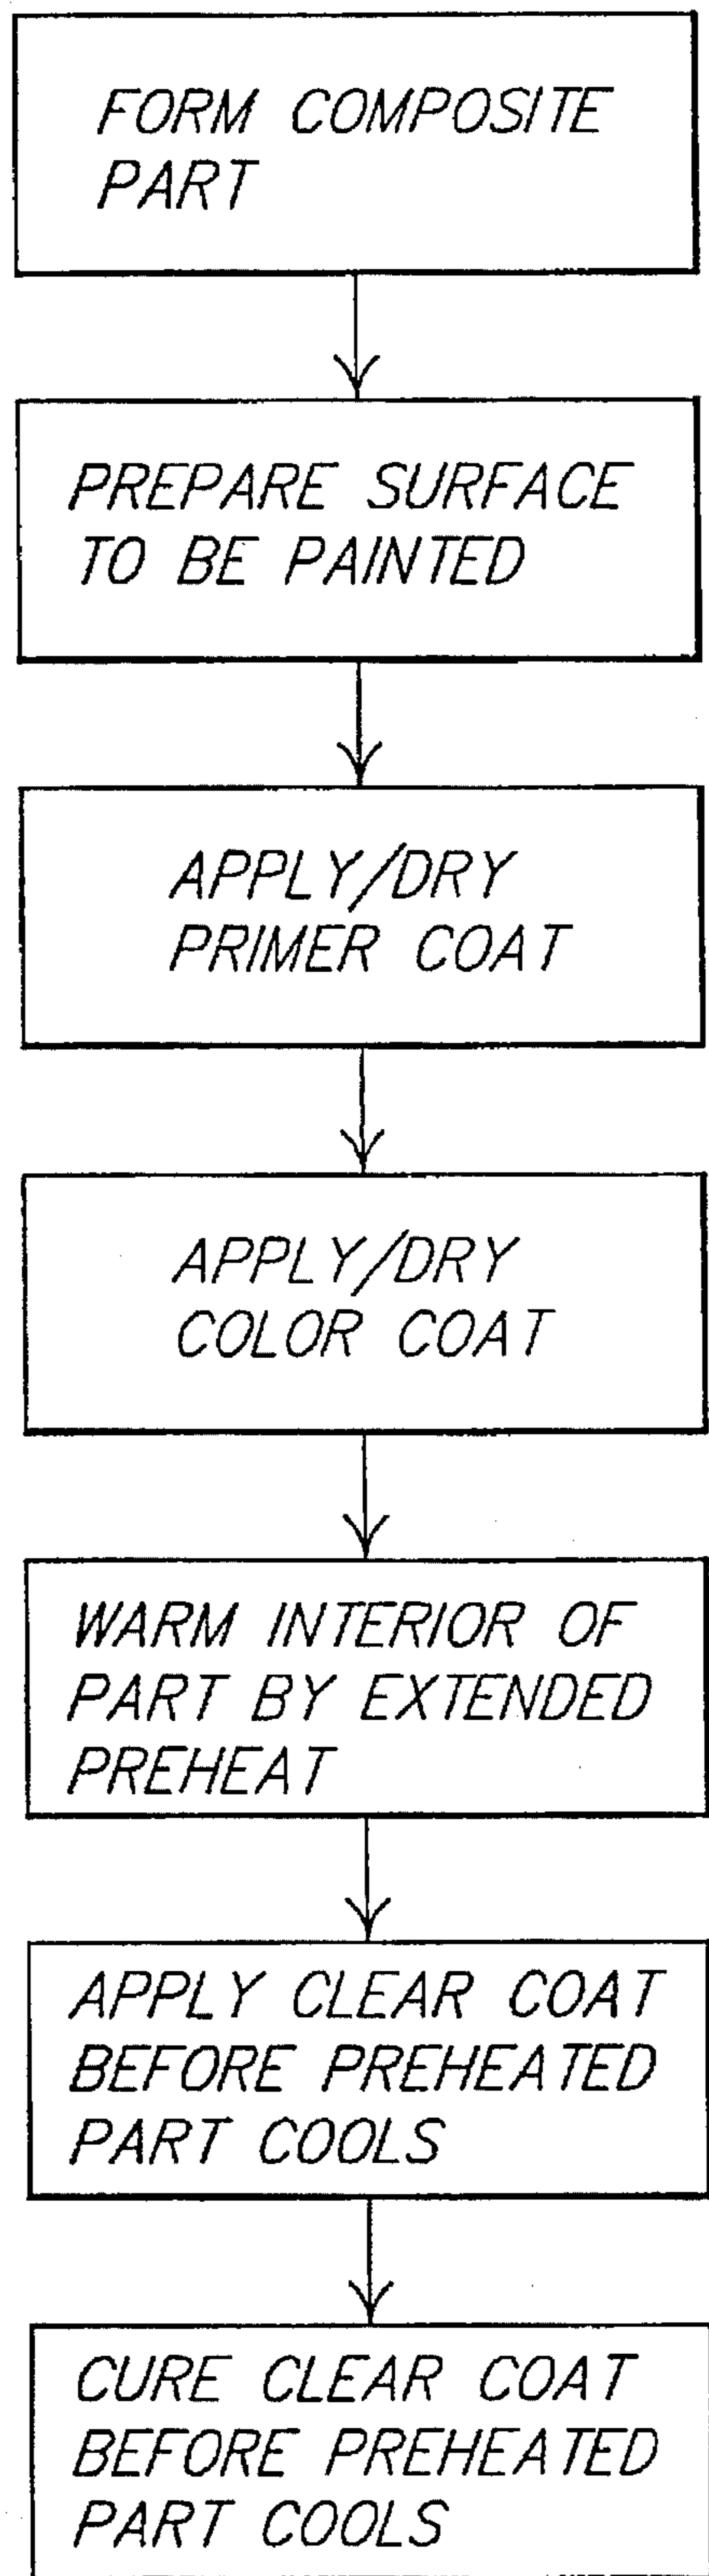 FORM COMPOSITE
PART
PREPARE SURFACE
TO BE PAINTED
APPLY/DRY
PRIMER COAT
APPLY/DRY
COLOR COAT
WARM INTERIOR OF
PART BY EXTENDED
PREHEAT
APPLY CLEAR COAT
BEFORE PREHEATED
PART COOLS
CURE CLEAR COAT
BEFORE PREHEATED
PART COOLS